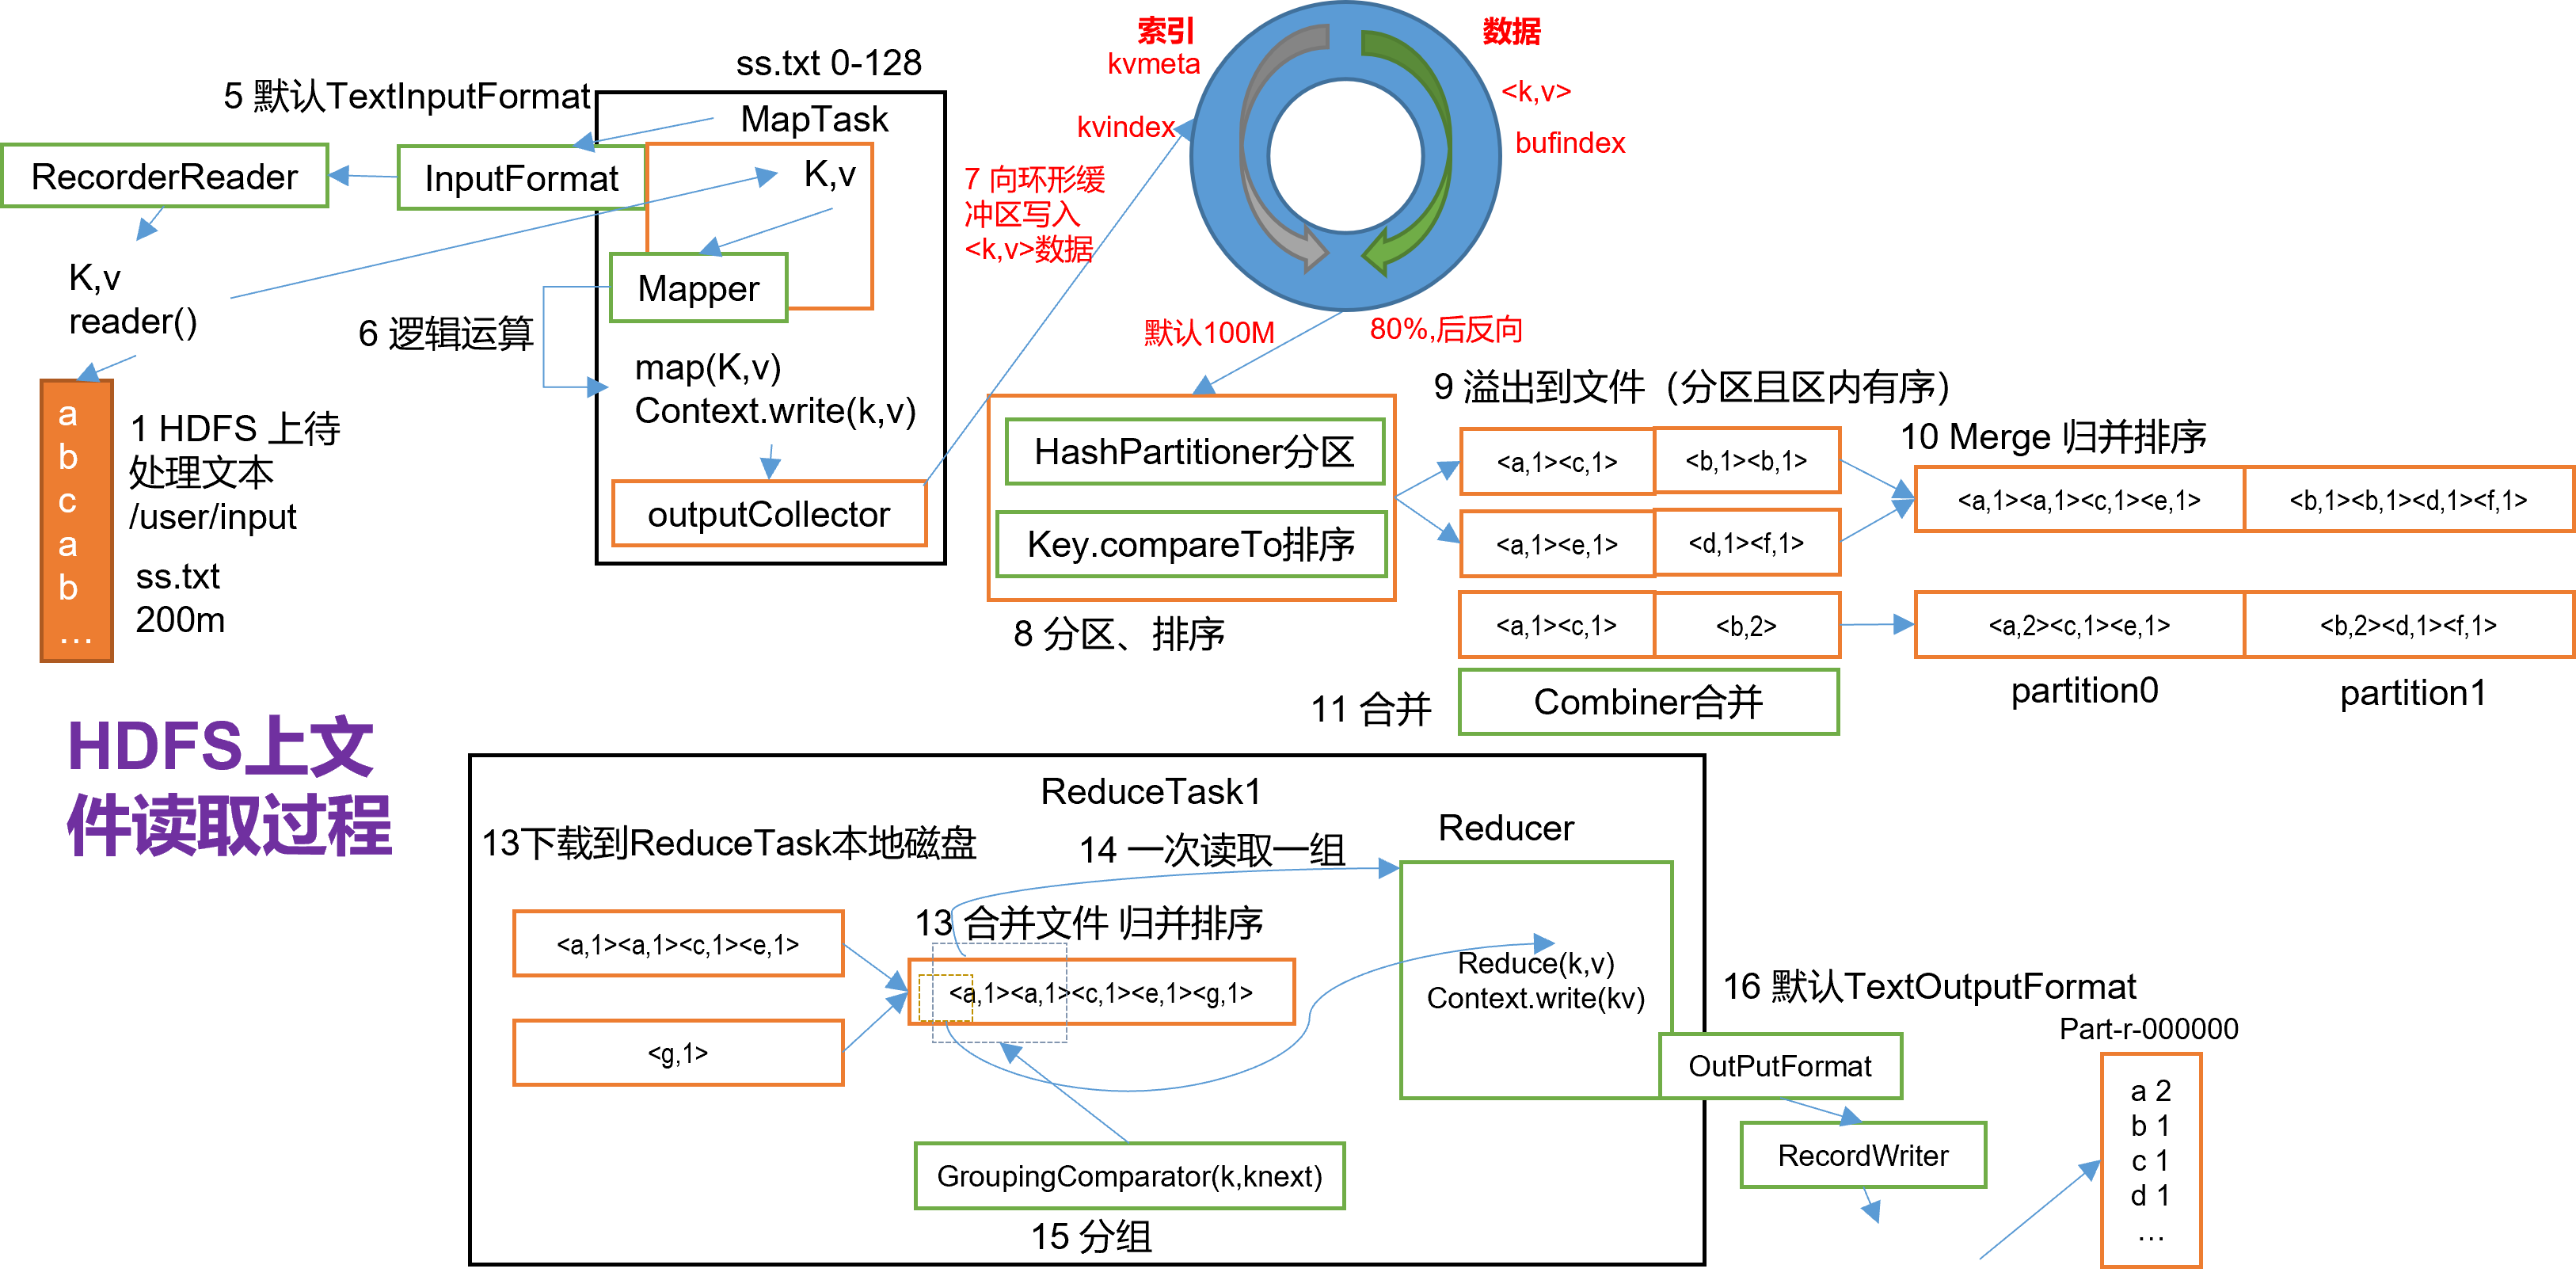 ss.txt 0-128
5 默认TextInputFormat
MapTask
RecorderReader
InputFormat
K,v
Mapper
K,v
reader()
6 逻辑运算
map(K,v)
Context.write(k,v)
outputCollector
a
b
c
a
b
…
1 HDFS 上待
处理文本
/user/input
ss.txt
200m
索引
kvmeta
kvindex
数据
<k,v>
bufindex
7 向环形缓
冲区写入
<k,v>数据
默认100M
80%,后反向
HashPartitioner分区
Key.compareTo排序
8 分区、排序
9 溢出到文件（分区且区内有序）
<a,1><c,1>
<b,1><b,1>
<a,1><e,1>
<d,1><f,1>
<a,1><c,1>
<b,2>
10 Merge 归并排序
<a,1><a,1><c,1><e,1>
<b,1><b,1><d,1><f,1>
<a,2><c,1><e,1>
<b,2><d,1><f,1>
partition0
partition1
11 合并
Combiner合并
HDFS上文
件读取过程
ReduceTask1
13下载到ReduceTask本地磁盘
14 一次读取一组
Reducer
<a,1><a,1><c,1><e,1>
<g,1>
13 合并文件 归并排序
<a,1><a,1><c,1><e,1><g,1>
Reduce(k,v)
Context.write(kv)
GroupingComparator(k,knext)
15 分组
16 默认TextOutputFormat
OutPutFormat
RecordWriter
Part-r-000000
a 2
b 1
c 1
d 1
…